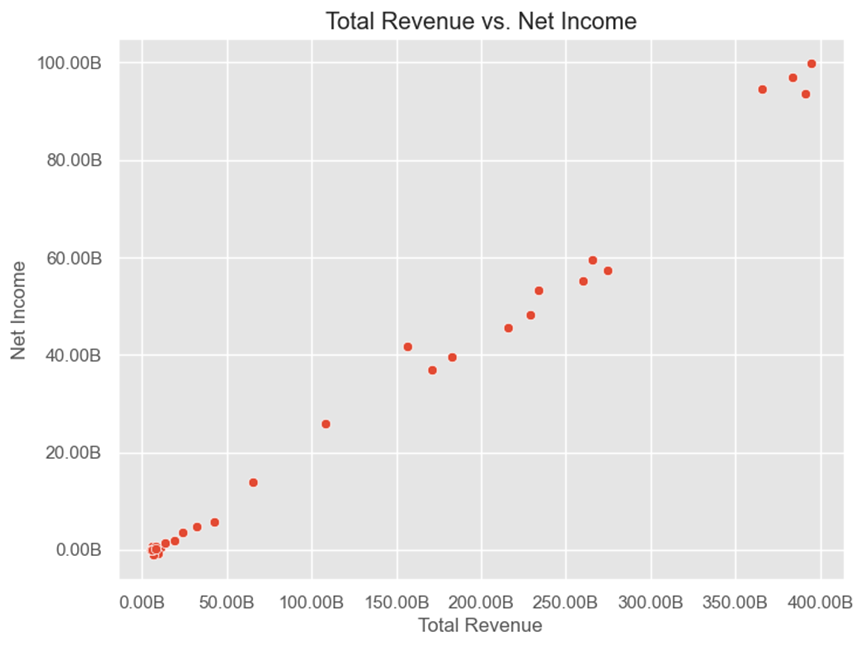 Total Revenue vs. Net Income
100.00B
80.00B
60.00B
40.00B
20.00B
0.00B
Net Income
0.00B 50.00B 100.00B 150.00B 200.00B 250.00B 300.00B 350.00B 400.00B
Total Revenue